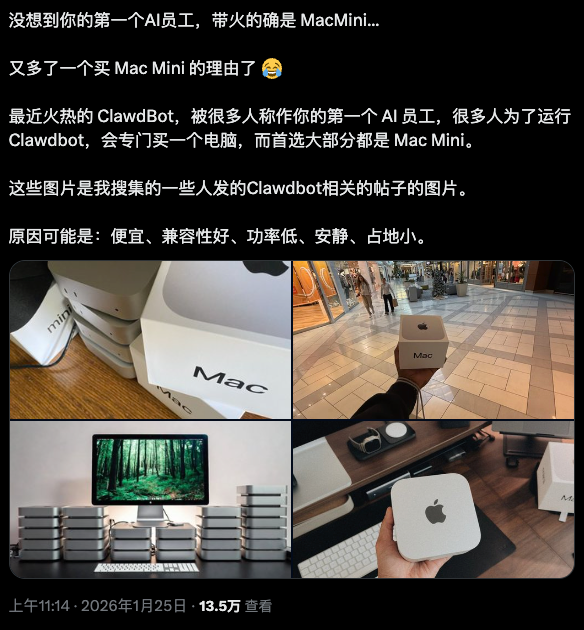 没想到你的第一个AI员工，带火的确是 MacMini...
又多了一个买 Mac Mini 的理由了 😂
最近火热的 ClawdBot，被很多人称作你的第一个 AI 员工，很多人为了运行
Clawdbot，会专门买一个电脑，而首选大部分都是 Mac Mini。
这些图片是我搜集的一些人发的Clawdbot相关的帖子的图片。
原因可能是：便宜、兼容性好、功率低、安静、占地小。
mini
Mac
Mac
Mac
上午11:14 · 2026年1月25日 · 13.5万 查看